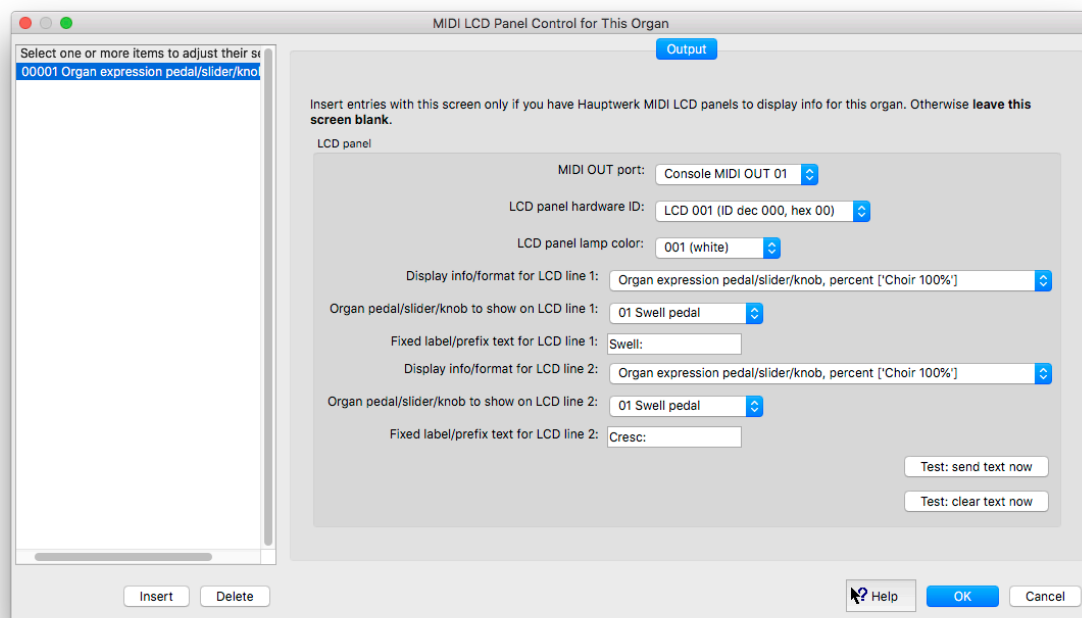 MIDI LCD Panel Control for This Organ
Select one or more items to adjust their
00001 Organ expression pedal/slider/kno
Output
Insert entries with this screen only if you have Hauptwerk MIDI LCD panels to display info for this organ. Otherwise leave this
screen blank.
LCD panel
MIDI OUT port: Console MIDI OUT 01
LCD panel hardware ID: LCD 001 (ID dec 000, hex 00)
LCD panel lamp color: 001 (white)
Display info/format for LCD line 1: Organ expression pedal/slider/knob, percent ['Choir 100%']
Organ pedal/slider/knob to show on LCD line 1: 01 Swell pedal
Fixed label/prefix text for LCD line 1: Swell:
Display info/format for LCD line 2: Organ expression pedal/slider/knob, percent ['Choir 100%']
Organ pedal/slider/knob to show on LCD line 2: 01 Swell pedal
Fixed label/prefix text for LCD line 2: Cresc:
Test: send text now
Test: clear text now
Insert Delete ? Help OK Cancel